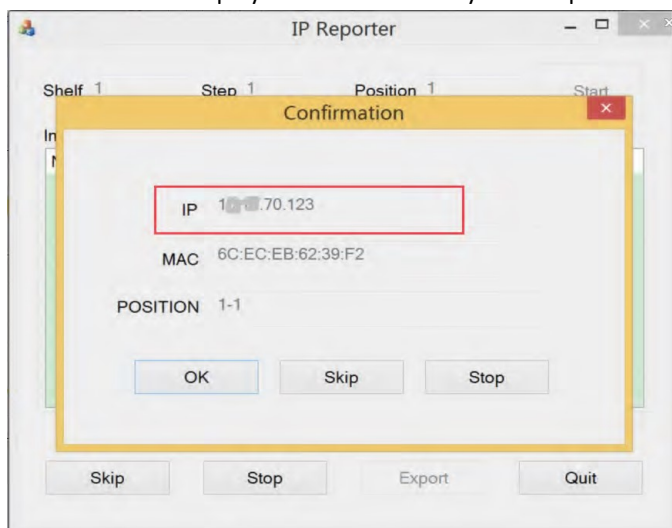 IP Reporter
Shelf 1 Step 1 Position 1 Start
Confirmation
IP .70.123
MAC 6C:EC:EB:62:39:F2
POSITION 1-1
OK Skip Stop
Skip Stop Export Quit